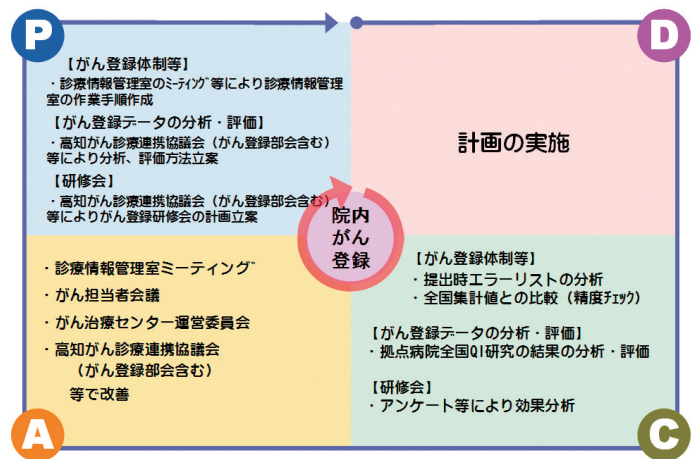 P
【がん登録体制等】
・診療情報管理室のﾐｰﾃｨﾝｸﾞ等により診療情報管理
室の作業手順作成
【がん登録データの分析・評価】
・高知がん診療連携協議会（がん登録部会含む）
等により分析、評価方法立案
【研修会】
・高知がん診療連携協議会（がん登録部会含む）
等によりがん登録研修会の計画立案
D
計画の実施
院内
がん
登録
・診療情報管理室ミーティング゛
・がん担当者会議
・がん治療センター運営委員会
・高知がん診療連携協議会
（がん登録部会含む）
等で改善
A
【がん登録体制等】
・提出時エラーリストの分析
・全国集計値との比較（精度ﾁｪｯｸ）
【がん登録データの分析・評価】
・拠点病院全国QI研究の結果の分析・評価
【研修会】
・アンケート等により効果分析
C